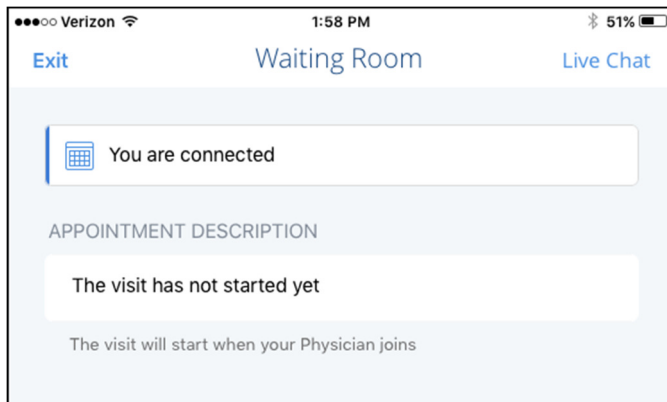 Verizon 1:58 PM 51%
Exit Waiting Room Live Chat
You are connected
APPOINTMENT DESCRIPTION
The visit has not started yet
The visit will start when your Physician joins